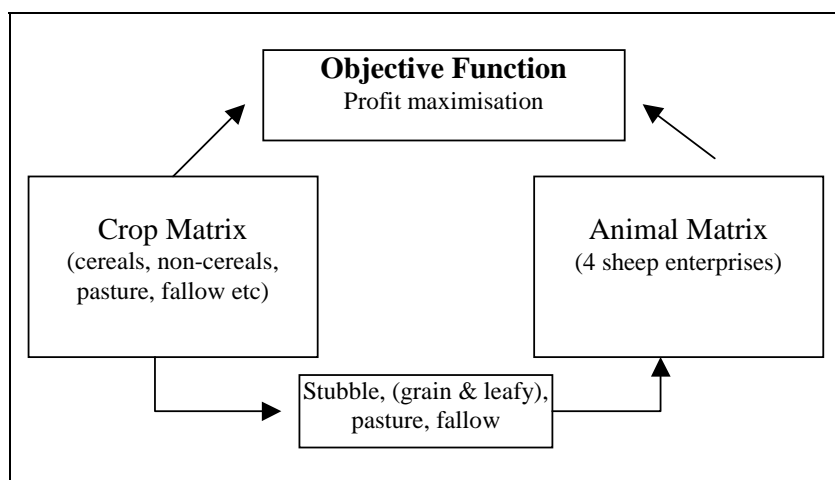 Objective Function
Profit maximisation
Crop Matrix
(cereals, non-cereals,
pasture, fallow etc)
Animal Matrix
(4 sheep enterprises)
Stubble, (grain & leafy),
pasture, fallow